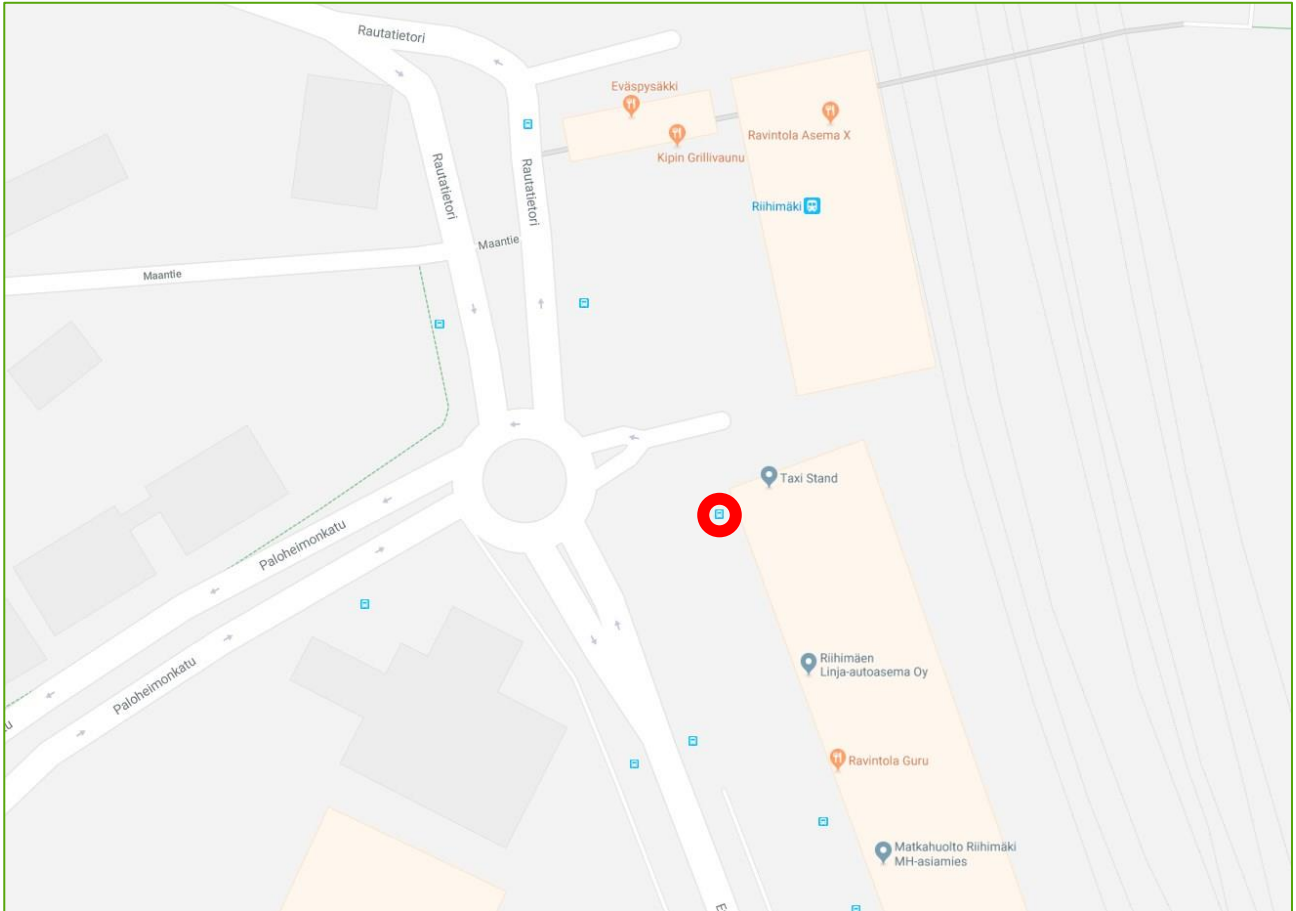 Rautatietori
Eväspysäkki
Kipin Grillivaunu
Ravintola Asema X
Rautatietori
Rautatietori
Riihimäki
Maantie
Maantie
Taxi Stand
Paloheimonkatu
Paloheimonkatu
Riihimäen
Linja-autoasema Oy
Ravintola Guru
Matkahuolto Riihimäki
MH-asiamies